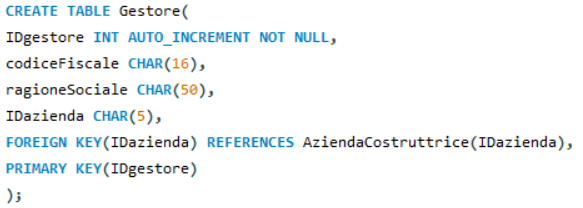 CREATE TABLE Gestore(
IDgestore INT AUTO_INCREMENT NOT NULL,
codiceFiscale CHAR(16),
ragioneSociale CHAR(50),
IDazienda CHAR(5),
FOREIGN KEY(IDazienda) REFERENCES AziendaCostruttrice(IDazienda),
PRIMARY KEY(IDgestore)
);